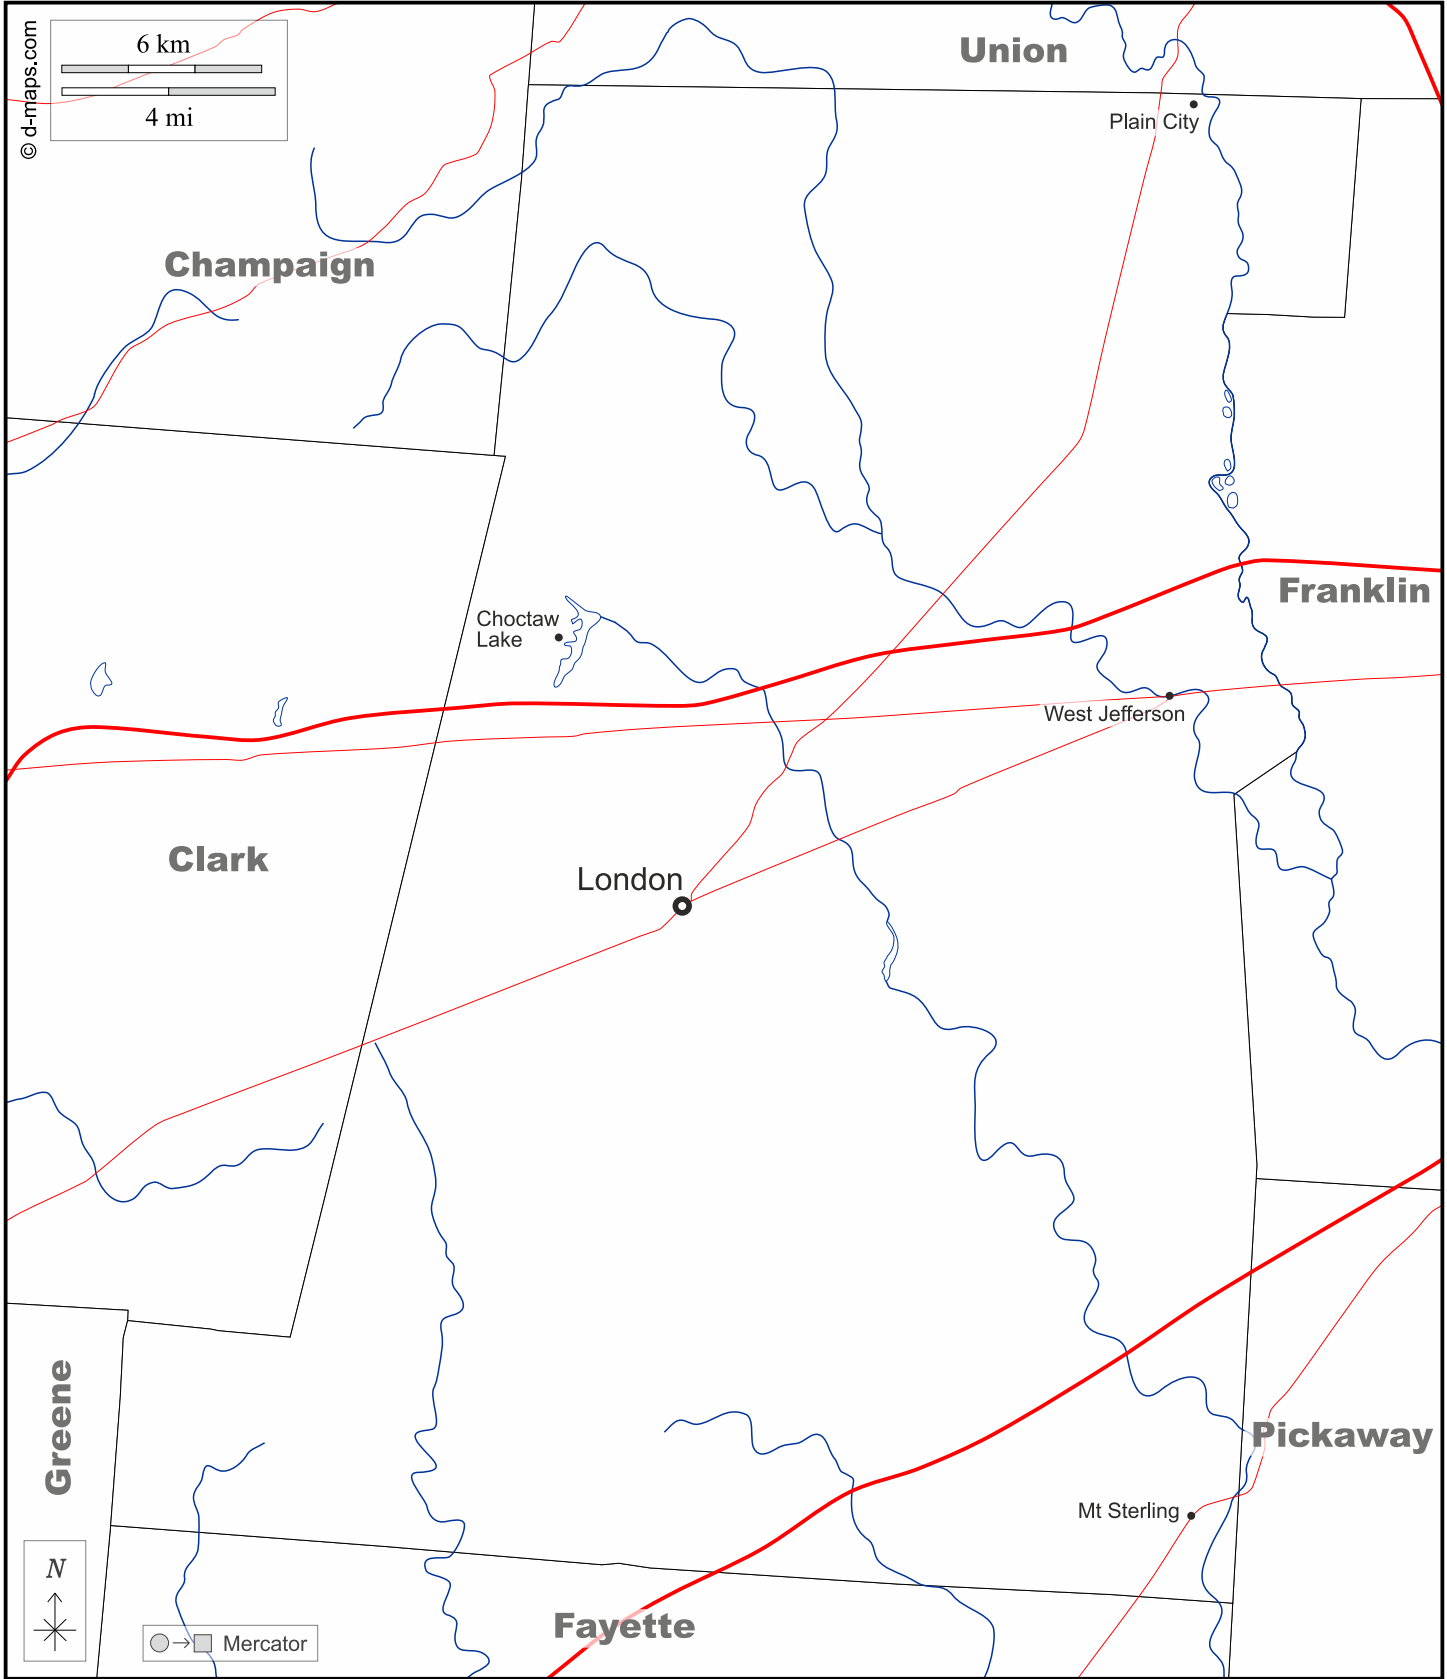 © d-maps.com
6 km
4 mi
Union
Plain City
Champaign
Franklin
Choctaw
Lake
West Jefferson
Clark
London
Greene
Pickaway
Mt Sterling
N
Fayette
Mercator